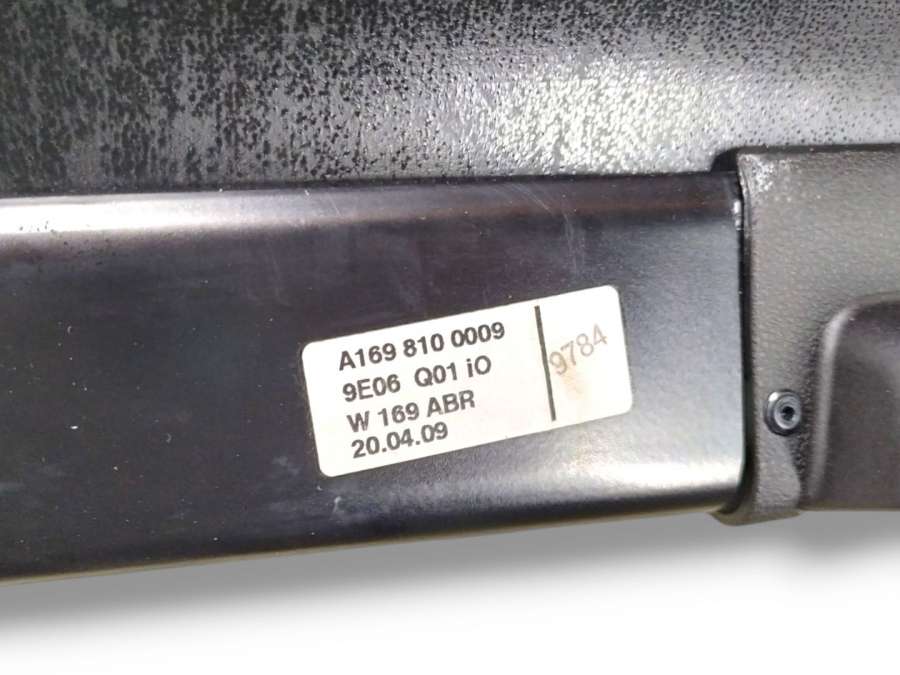 A169 810 0009
9E06 Q01 iO
W 169 ABR
20.04.09
9784